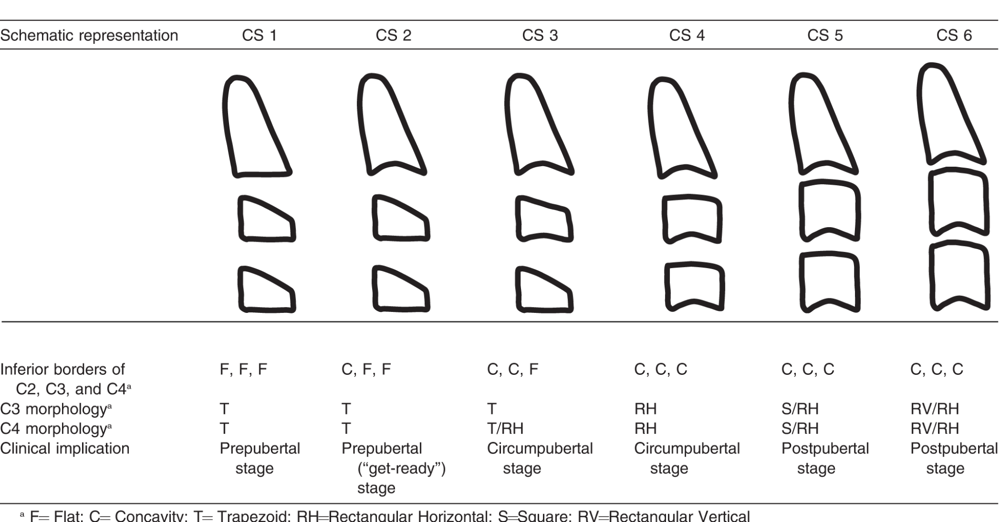 Schematic representation CS 1 CS 2 CS 3 CS 4 CS 5 CS 6
Inferior borders of F, F, F C, F, F C, C, F C, C, C C, C, C C, C, C
C2, C3, and C4ᵃ
C3 morphologyᵃ T T T RH S/RH RV/RH
C4 morphologyᵃ T T T/RH RH S/RH RV/RH
Clinical implication Prepubertal Prepubertal Circumpubertal Circumpubertal Postpubertal Postpubertal
stage (“get-ready”) stage stage stage stage
stage
ᵃ F= Flat; C= Concavity; T= Trapezoid; RH=Rectangular Horizontal; S=Square; RV=Rectangular Vertical